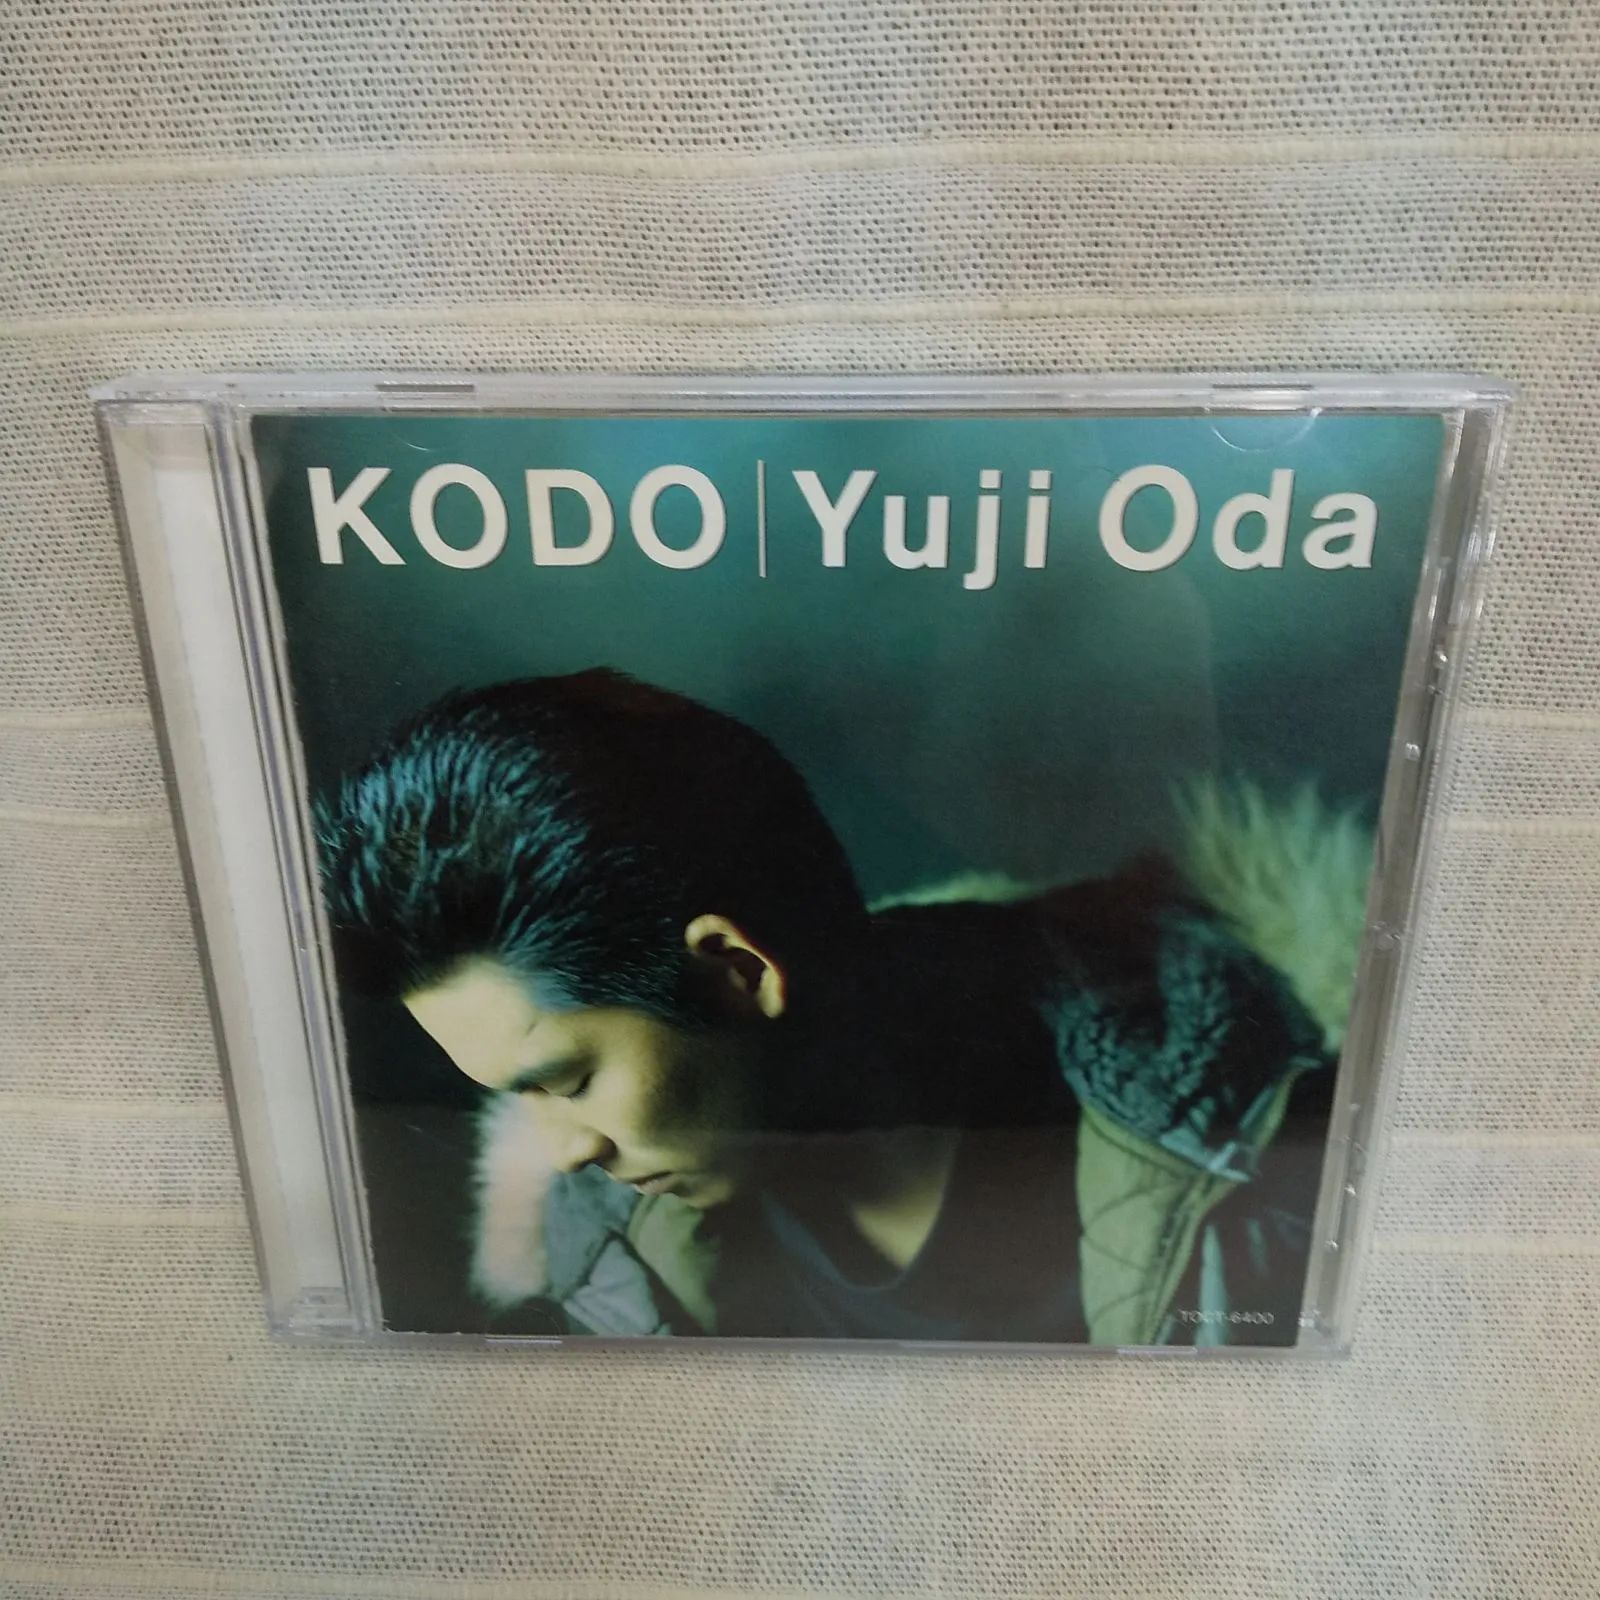 KODO | Yuji Oda
TOCT-6400